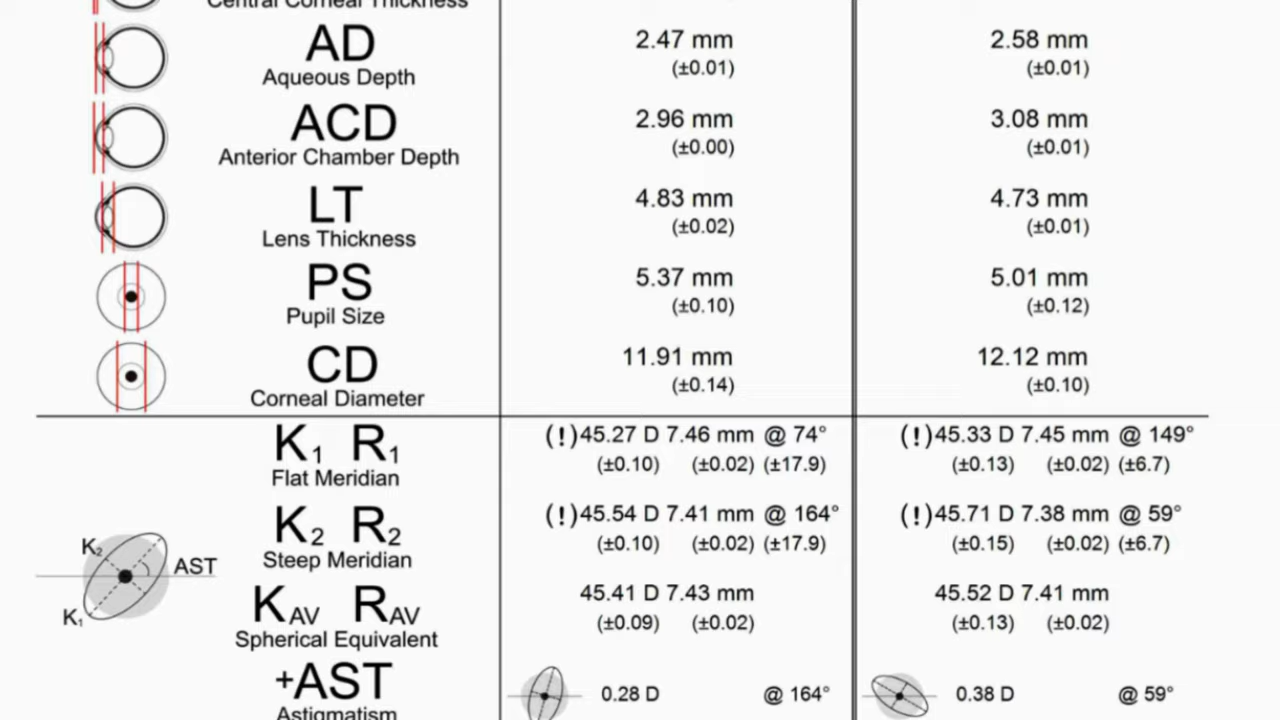 Central Corneal Thickness
AD 2.47 mm 2.58 mm
Aqueous Depth (±0.01) (±0.01)
ACD 2.96 mm 3.08 mm
Anterior Chamber Depth (±0.00) (±0.01)
LT 4.83 mm 4.73 mm
Lens Thickness (±0.02) (±0.01)
PS 5.37 mm 5.01 mm
Pupil Size (±0.10) (±0.12)
CD 11.91 mm 12.12 mm
Corneal Diameter (±0.14) (±0.10)
K1 R1 (!)45.27 D 7.46 mm @ 74° (!)45.33 D 7.45 mm @ 149°
Flat Meridian (±0.10) (±0.02) (±17.9) (±0.13) (±0.02) (±6.7)
K2 R2 (!)45.54 D 7.41 mm @ 164° (!)45.71 D 7.38 mm @ 59°
Steep Meridian (±0.10) (±0.02) (±17.9) (±0.15) (±0.02) (±6.7)
K2 AST K1
KAV RAV 45.41 D 7.43 mm 45.52 D 7.41 mm
Spherical Equivalent (±0.09) (±0.02) (±0.13) (±0.02)
+AST 0.28 D @ 164° 0.38 D @ 59°
Astigmatism